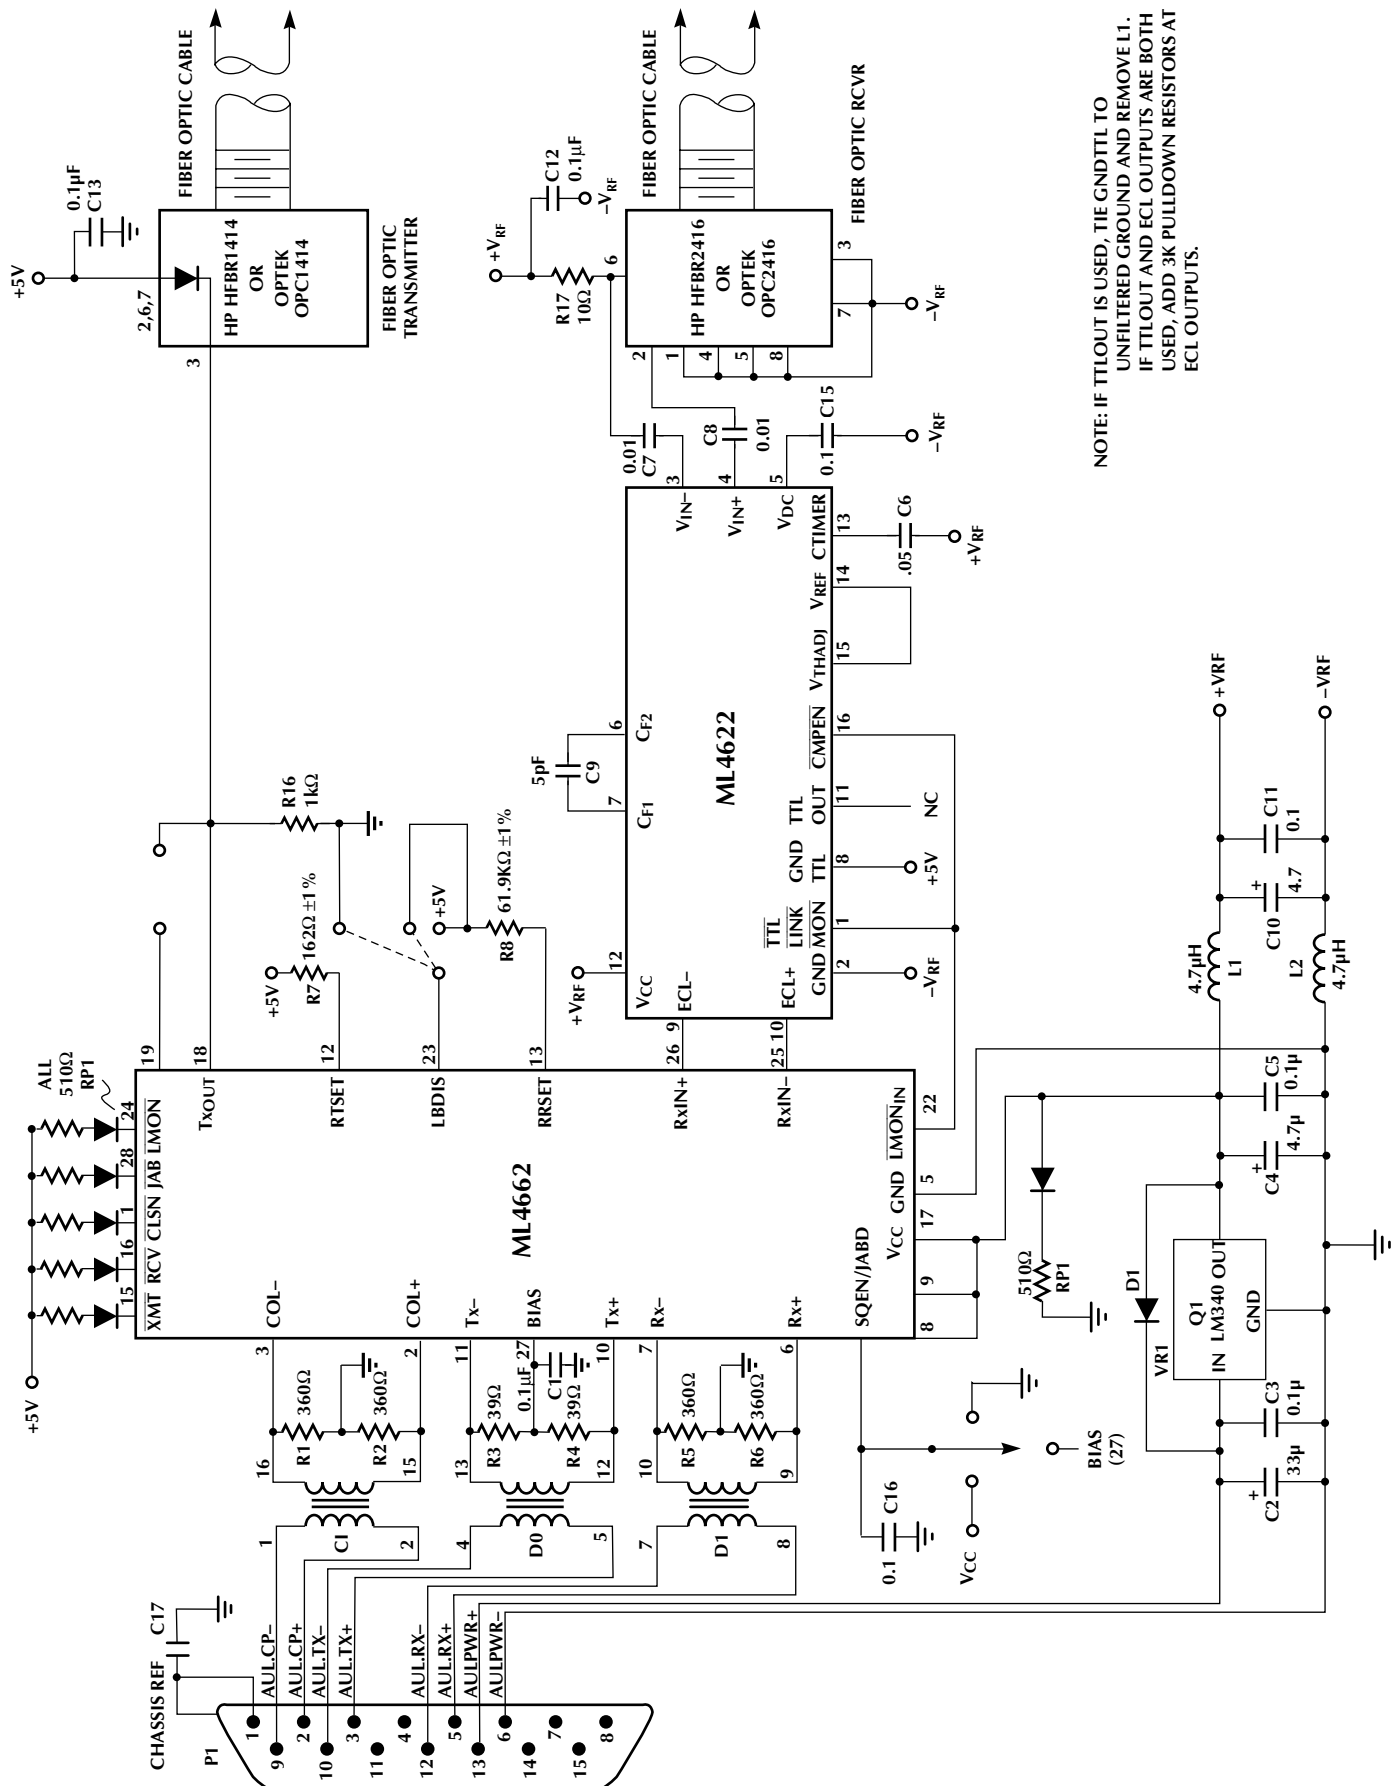 +5V
0.1µF
C13
2,6,7
3
HP HFBR1414
OR
OPTEK
OPC1414
FIBER OPTIC
TRANSMITTER
FIBER OPTIC CABLE
+VRF
C12
0.1µF
–VRF
R17
10Ω
6
2
1
4
5
8
7
3
HP HFBR2416
OR
OPTEK
OPC2416
–VRF
FIBER OPTIC CABLE
FIBER OPTIC RCVR
NOTE: IF TTLOUT IS USED, TIE GNDTTL TO
UNFILTERED GROUND AND REMOVE L1.
IF TTLOUT AND ECL OUTPUTS ARE BOTH
USED, ADD 3K PULLDOWN RESISTORS AT
ECL OUTPUTS.
0.01
C7
C8
0.01
0.1
C15
–VRF
3
4
5
VIN–
VIN+
VDC
ML4622
5pF
C9
7
6
CF1
CF2
12
VCC
9
ECL–
10
ECL+
GND
2
–VRF
TTL
LINK
MON
1
GND
TTL
8
+5V
TTL
OUT
11
NC
CMPEN
16
VTHADJ
15
VREF
14
CTIMER
13
.05
C6
+VRF
+VRF
R16
1kΩ
+5V
R7
162Ω ±1%
+5V
R8
61.9KΩ ±1%
ALL
510Ω
RP1
+5V
15
16
1
28
24
XMT
RCV
CLSN
JAB
LMON
19
18
TxOUT
12
RTSET
23
LBDIS
13
RRSET
26
RxIN+
25
RxIN–
ML4662
22
LMONIN
5
GND
17
VCC
9
8
SQEN/JABD
COL–
3
COL+
2
Tx–
11
BIAS
27
Tx+
10
Rx–
7
Rx+
6
360Ω
R1
360Ω
R2
39Ω
R3
0.1µF
C1
39Ω
R4
360Ω
R5
360Ω
R6
16
15
13
12
10
9
1
CI
2
4
D0
5
7
D1
8
0.1
C16
VCC
BIAS
(27)
510Ω
RP1
CHASSIS REF
C17
P1
1
9
2
10
3
11
4
12
5
13
6
14
7
15
8
AUI.CP–
AUI.CP+
AUI.TX–
AUI.TX+
AUI.RX–
AUI.RX+
AUI.PWR+
AUI.PWR–
D1
VR1
Q1
IN LM340 OUT
GND
C2
33µ
C3
0.1µ
C4
4.7µ
C5
0.1µ
4.7µH
L1
L2
4.7µH
C10
4.7
C11
0.1
+VRF
–VRF